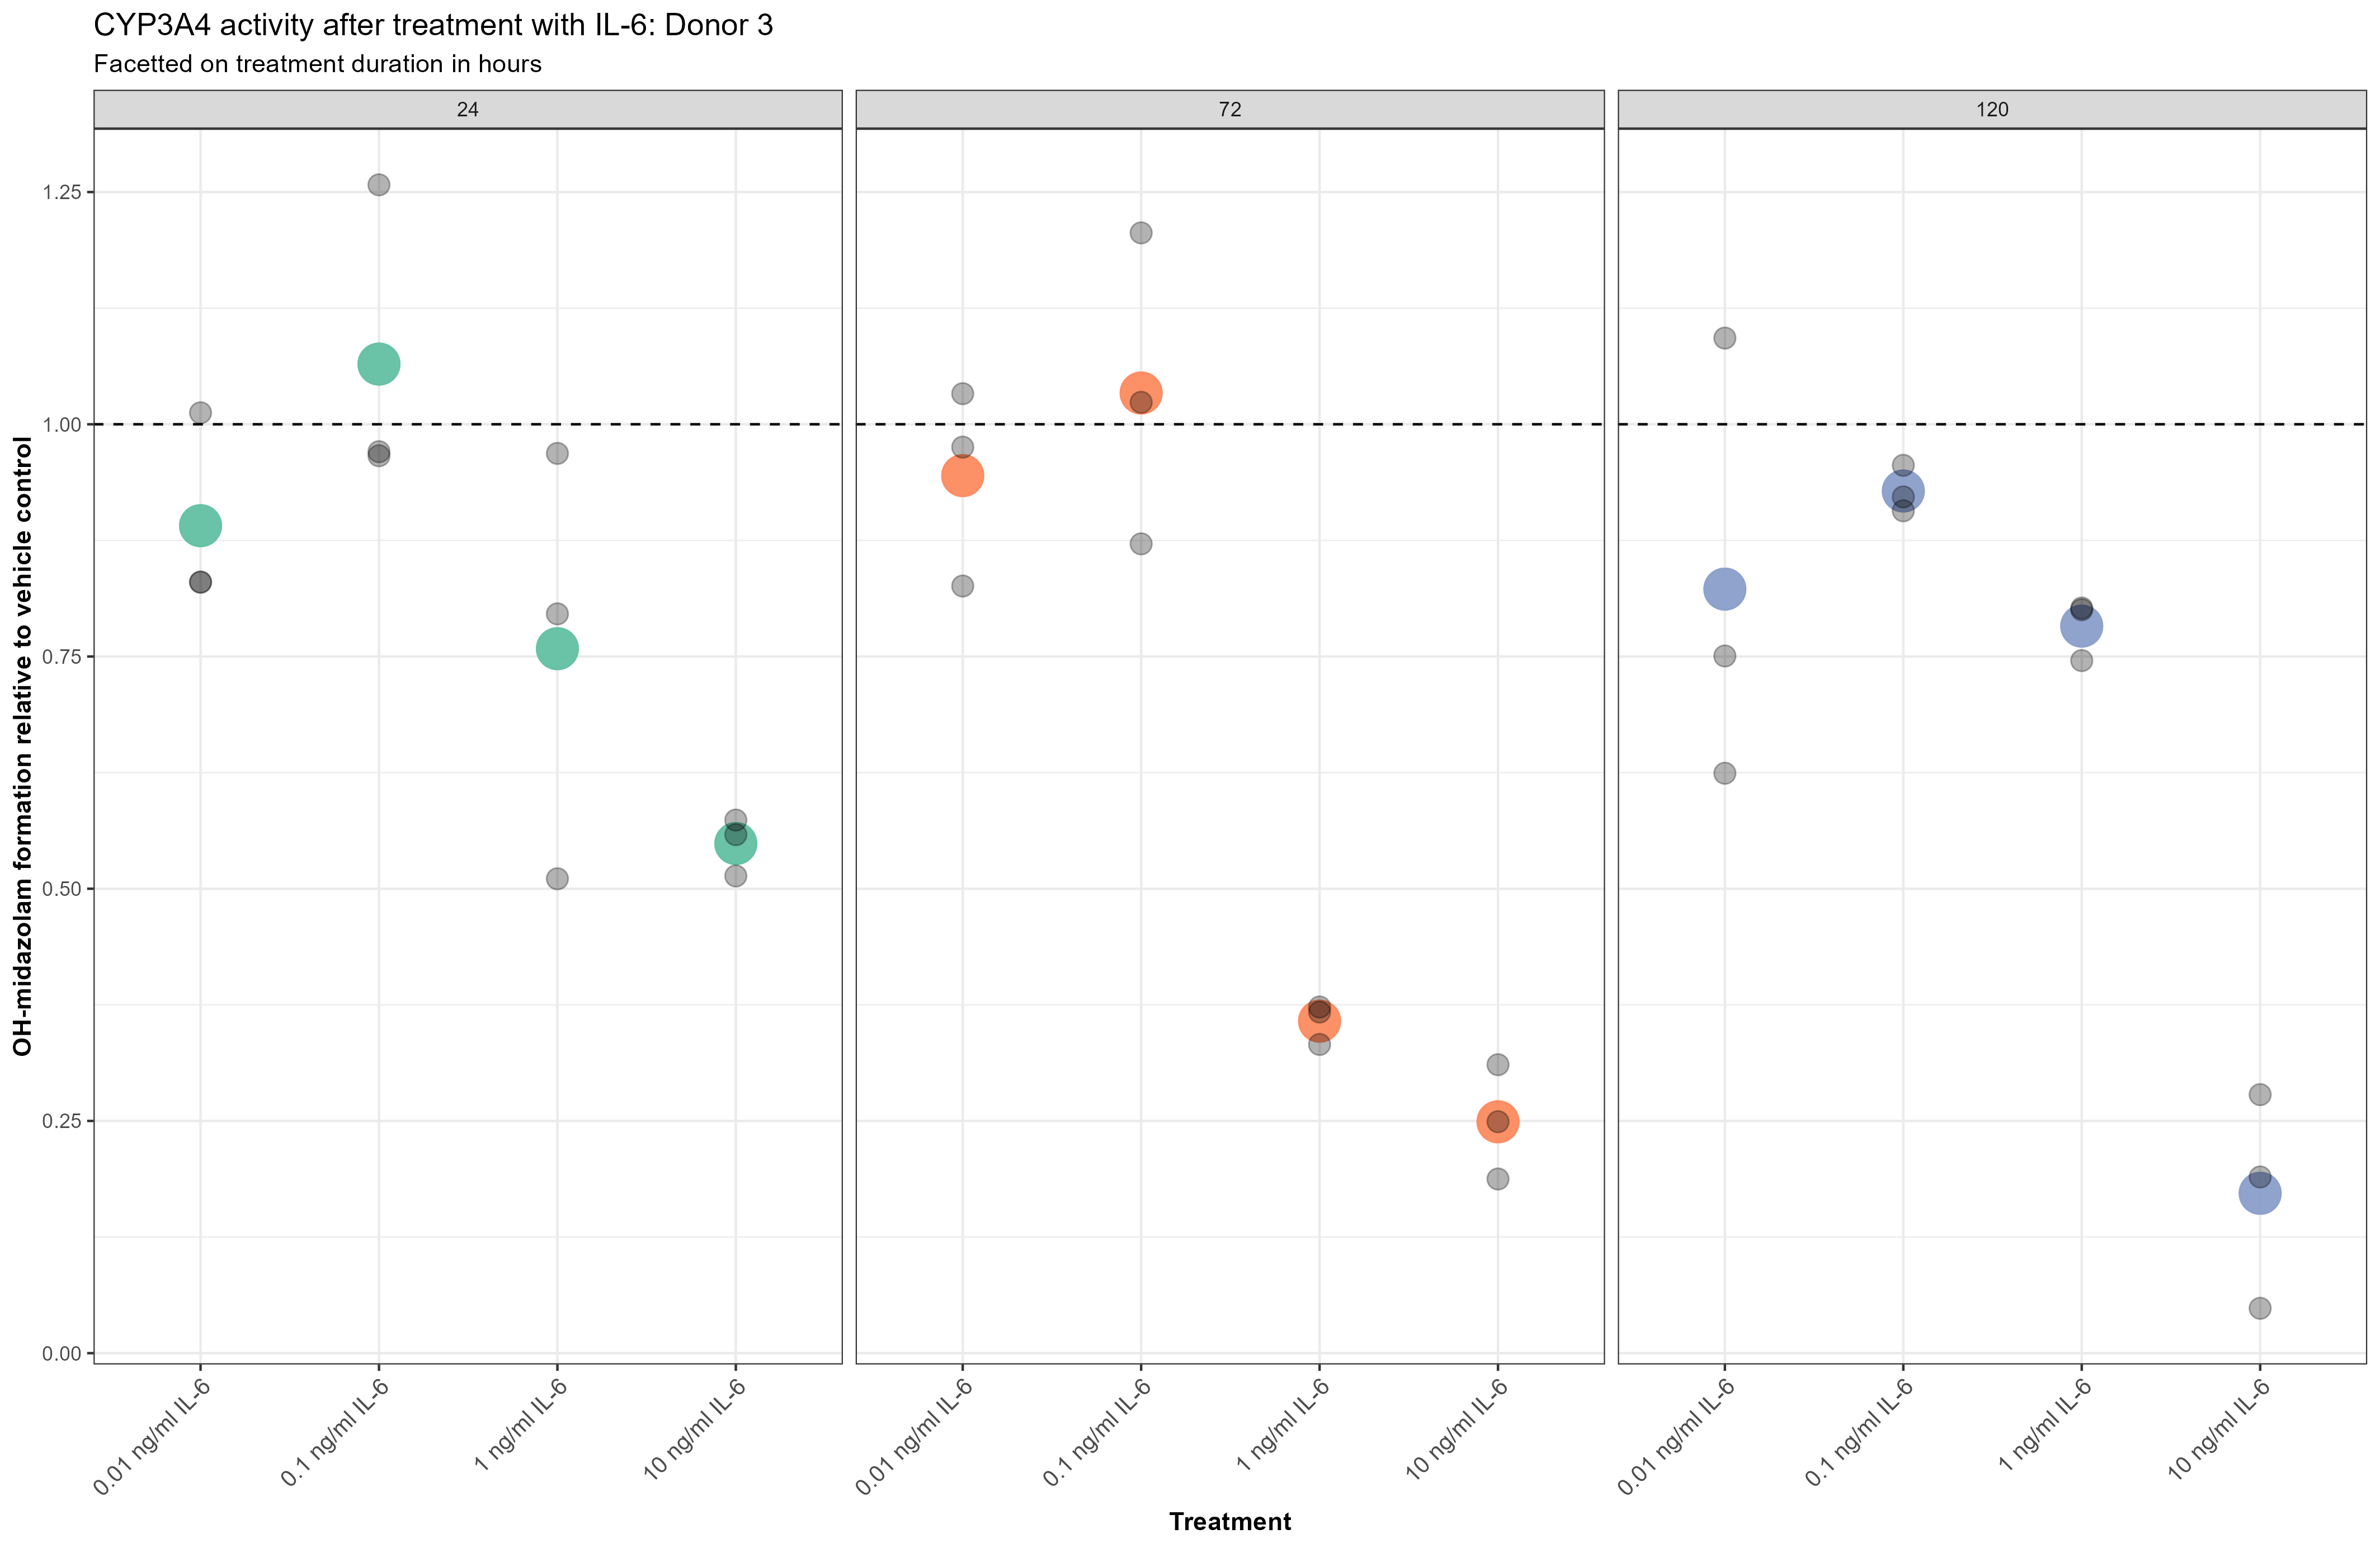 CYP3A4 activity after treatment with IL-6: Donor 3
Facetted on treatment duration in hours
24
72
120
OH-midazolam formation relative to vehicle control
1.25
1.00
0.75
0.50
0.25
0.00
0.01 ng/ml IL-6
0.1 ng/ml IL-6
1 ng/ml IL-6
10 ng/ml IL-6
0.01 ng/ml IL-6
0.1 ng/ml IL-6
1 ng/ml IL-6
10 ng/ml IL-6
0.01 ng/ml IL-6
0.1 ng/ml IL-6
1 ng/ml IL-6
10 ng/ml IL-6
Treatment